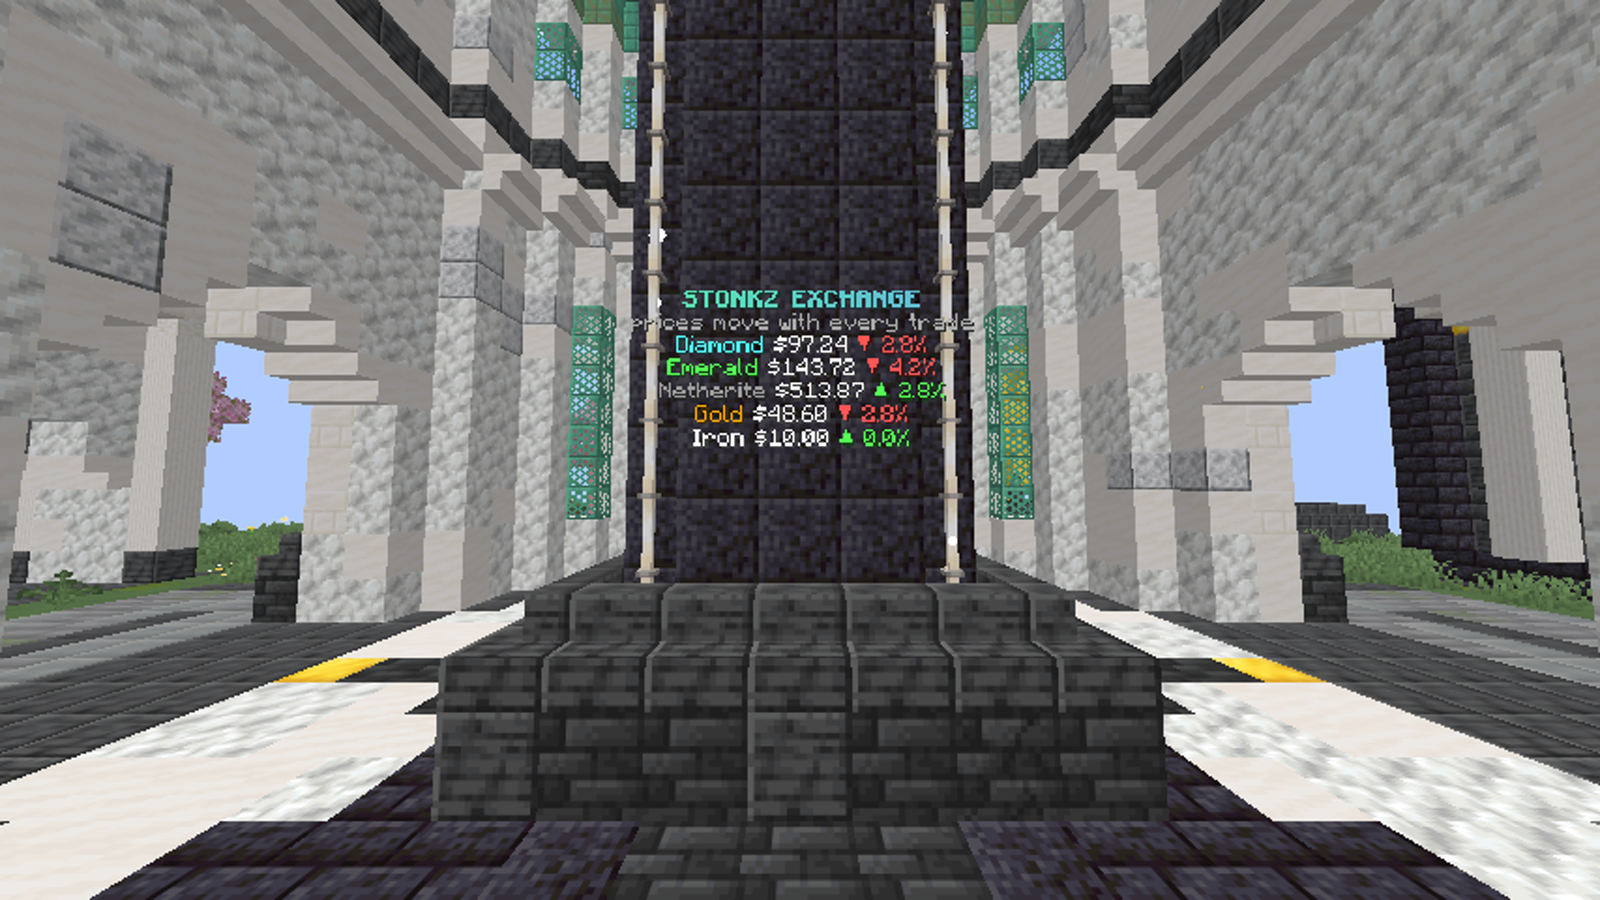 STONKZ EXCHANGE
prices move with every trade
Diamond $97.24 ▼ 2.8%
Emerald $143.72 ▼ 4.2%
Netherite $513.87 ▲ 2.8%
Gold $48.60 ▼ 2.8%
Iron $10.00 ▲ 0.0%